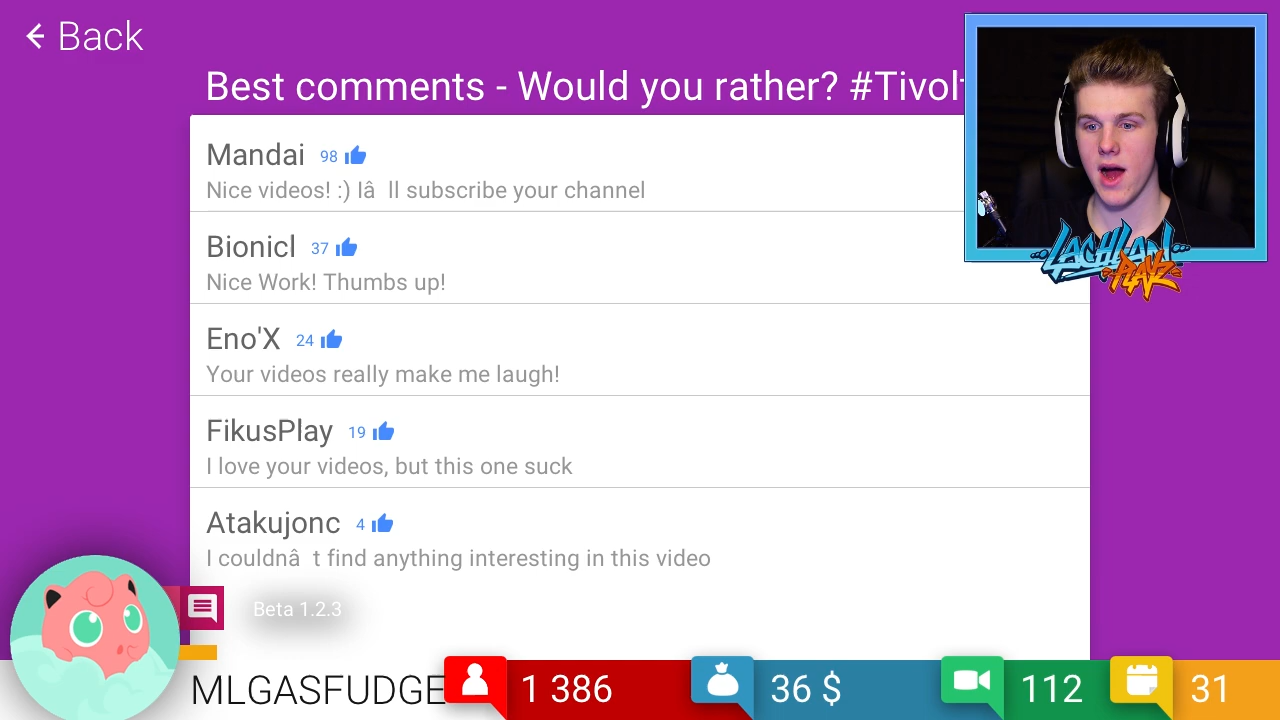 Back
Best comments - Would you rather? #Tivol
Mandai 98
Nice videos! :) Iâ ll subscribe your channel
Bionicl 37
Nice Work! Thumbs up!
Eno'X 24
Your videos really make me laugh!
FikusPlay 19
I love your videos, but this one suck
Atakujonc 4
I couldnâ t find anything interesting in this video
Beta 1.2.3
MLGASFUDGE
1 386
36 $
112
31
LACHLAN
PLAYZ